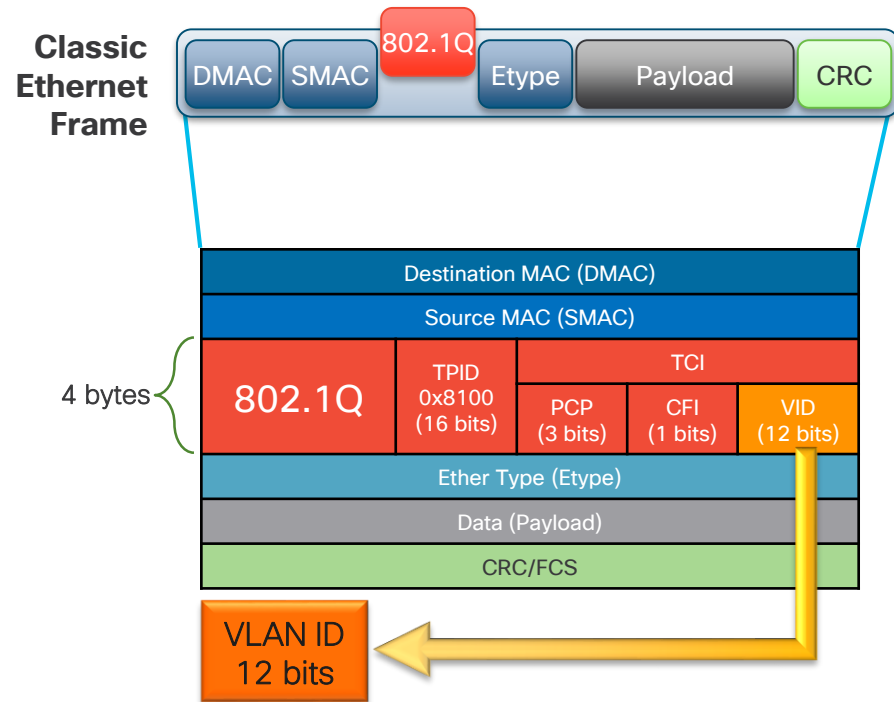 Classic
Ethernet
Frame
DMAC
SMAC
802.1Q
Etype
Payload
CRC
Destination MAC (DMAC)
Source MAC (SMAC)
4 bytes
802.1Q
TPID
0x8100
(16 bits)
TCI
PCP
(3 bits)
CFI
(1 bits)
VID
(12 bits)
Ether Type (Etype)
Data (Payload)
CRC/FCS
VLAN ID
12 bits